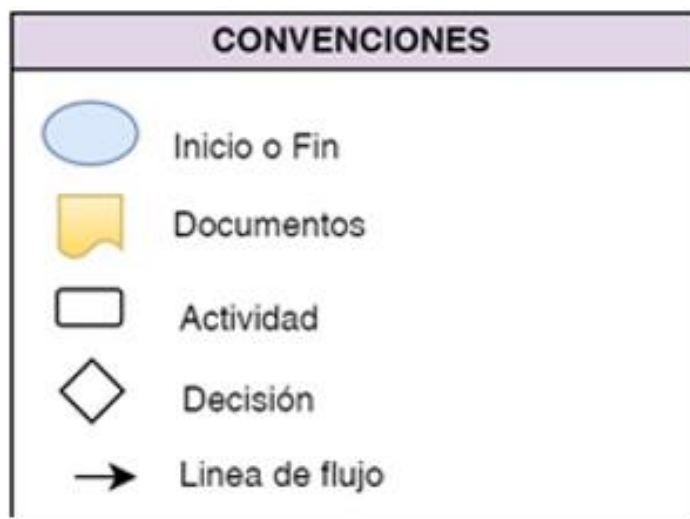 CONVENCIONES
Inicio o Fin
Documentos
Actividad
Decisión
Linea de flujo